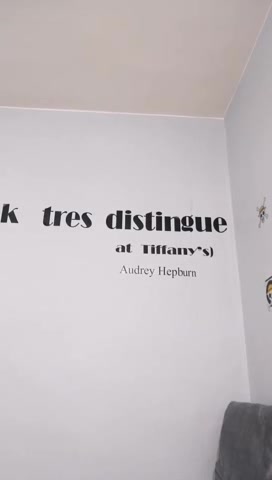 k tres distingue
at Tiffany's)
Audrey Hepburn